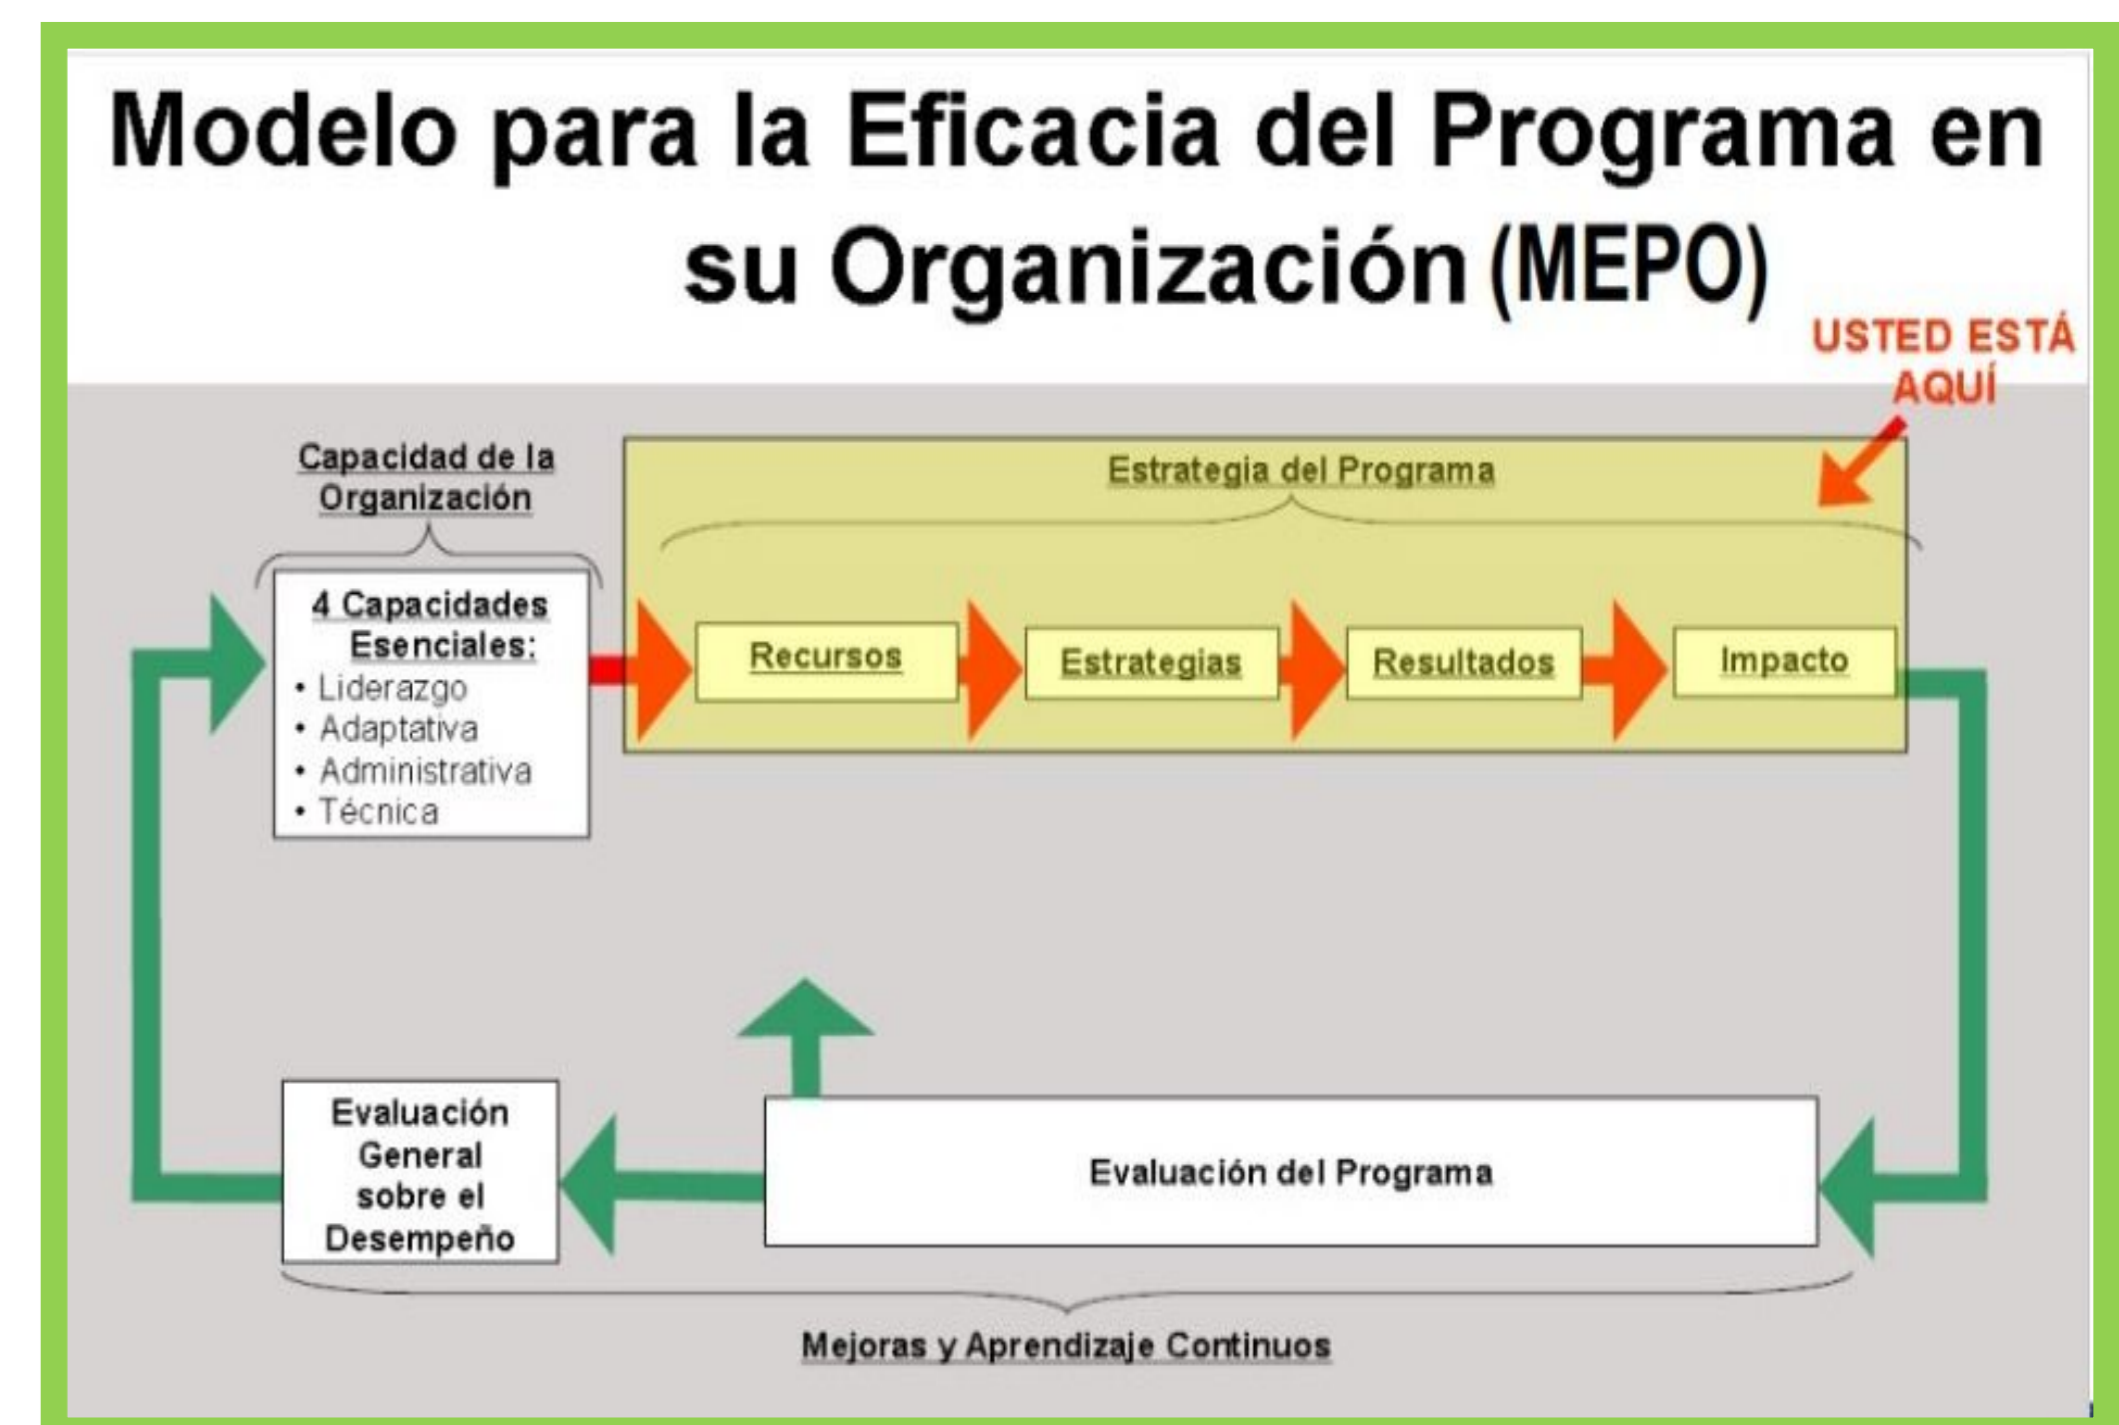 Modelo para la Eficacia del Programa en
su Organización (MEPO)
USTED ESTÁ
AQUÍ
Capacidad de la
Organización
Estrategia del Programa
4 Capacidades
Esenciales:
• Liderazgo
• Adaptativa
• Administrativa
• Técnica
Recursos
Estrategias
Resultados
Impacto
Evaluación
General
sobre el
Desempeño
Evaluación del Programa
Mejoras y Aprendizaje Continuos